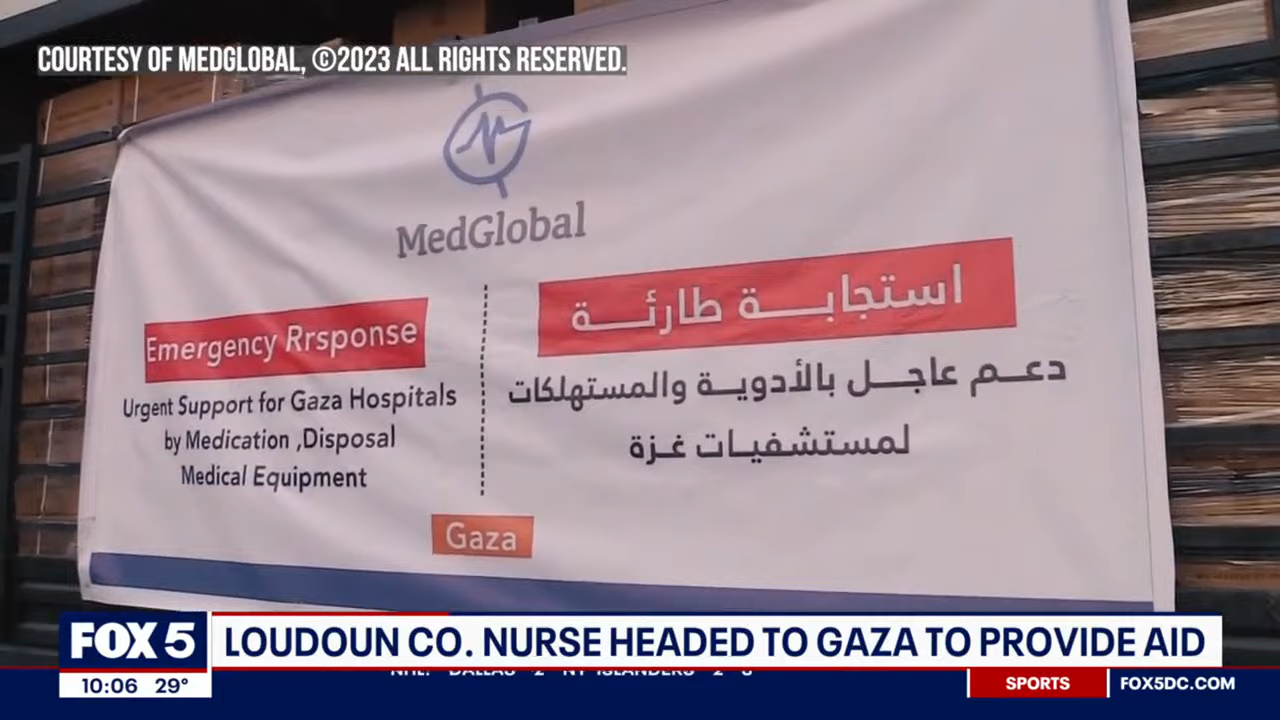 COURTESY OF MEDGLOBAL, ©2023 ALL RIGHTS RESERVED.
MedGlobal
Emergency Rrsponse
Urgent Support for Gaza Hospitals
by Medication ,Disposal
Medical Equipment
استجابة طارئة
دعم عاجل بالأدوية والمستهلكات
لمستشفيات غزة
Gaza
FOX 5
LOUDOUN CO. NURSE HEADED TO GAZA TO PROVIDE AID
10:06 29°
SPORTS
FOX5DC.COM